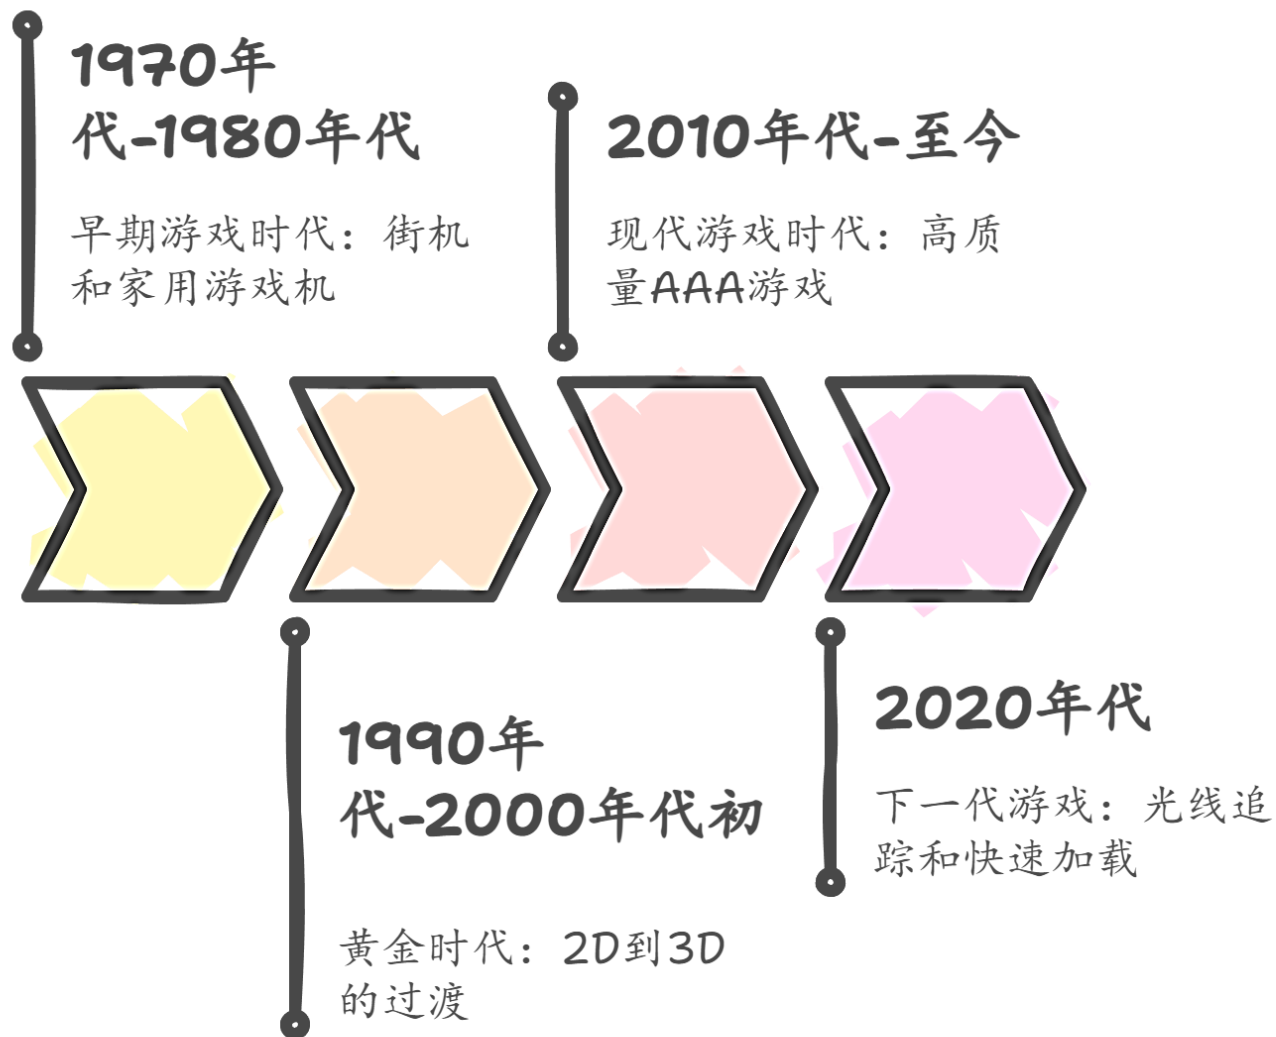 1970年
代-1980年代
早期游戏时代：街机
和家用游戏机
2010年代-至今
现代游戏时代：高质
量AAA游戏
1990年
代-2000年代初
黄金时代：2D到3D
的过渡
2020年代
下一代游戏：光线追
踪和快速加载